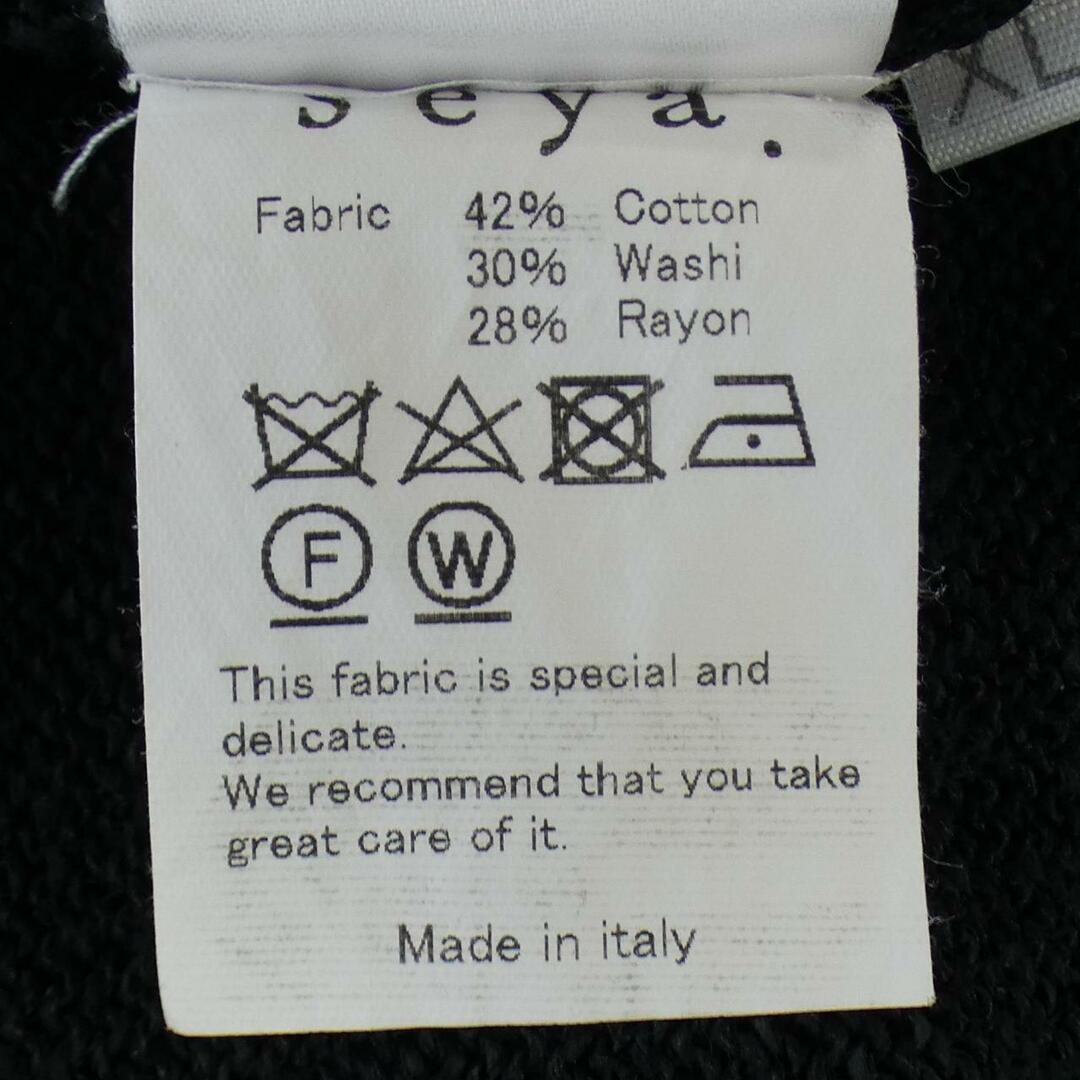 seya.
XL
Fabric 42% Cotton
30% Washi
28% Rayon
F W
This fabric is special and
delicate.
We recommend that you take
great care of it.
Made in italy